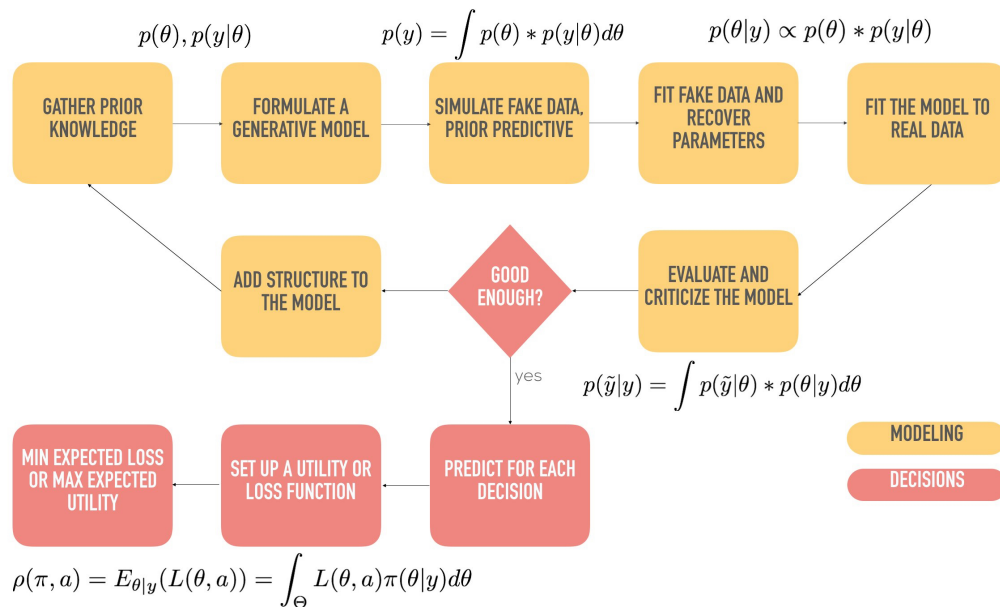 p(θ), p(y|θ)
p(y) = ∫ p(θ) * p(y|θ)dθ
p(θ|y) ∝ p(θ) * p(y|θ)
GATHER PRIOR
KNOWLEDGE
FORMULATE A
GENERATIVE MODEL
SIMULATE FAKE DATA,
PRIOR PREDICTIVE
FIT FAKE DATA AND
RECOVER
PARAMETERS
FIT THE MODEL TO
REAL DATA
ADD STRUCTURE TO
THE MODEL
GOOD
ENOUGH?
EVALUATE AND
CRITICIZE THE MODEL
yes
p(ỹ|y) = ∫ p(ỹ|θ) * p(θ|y)dθ
MIN EXPECTED LOSS
OR MAX EXPECTED
UTILITY
SET UP A UTILITY OR
LOSS FUNCTION
PREDICT FOR EACH
DECISION
MODELING
DECISIONS
ρ(π, a) = E_{θ|y}(L(θ, a)) = ∫_Θ L(θ, a)π(θ|y)dθ